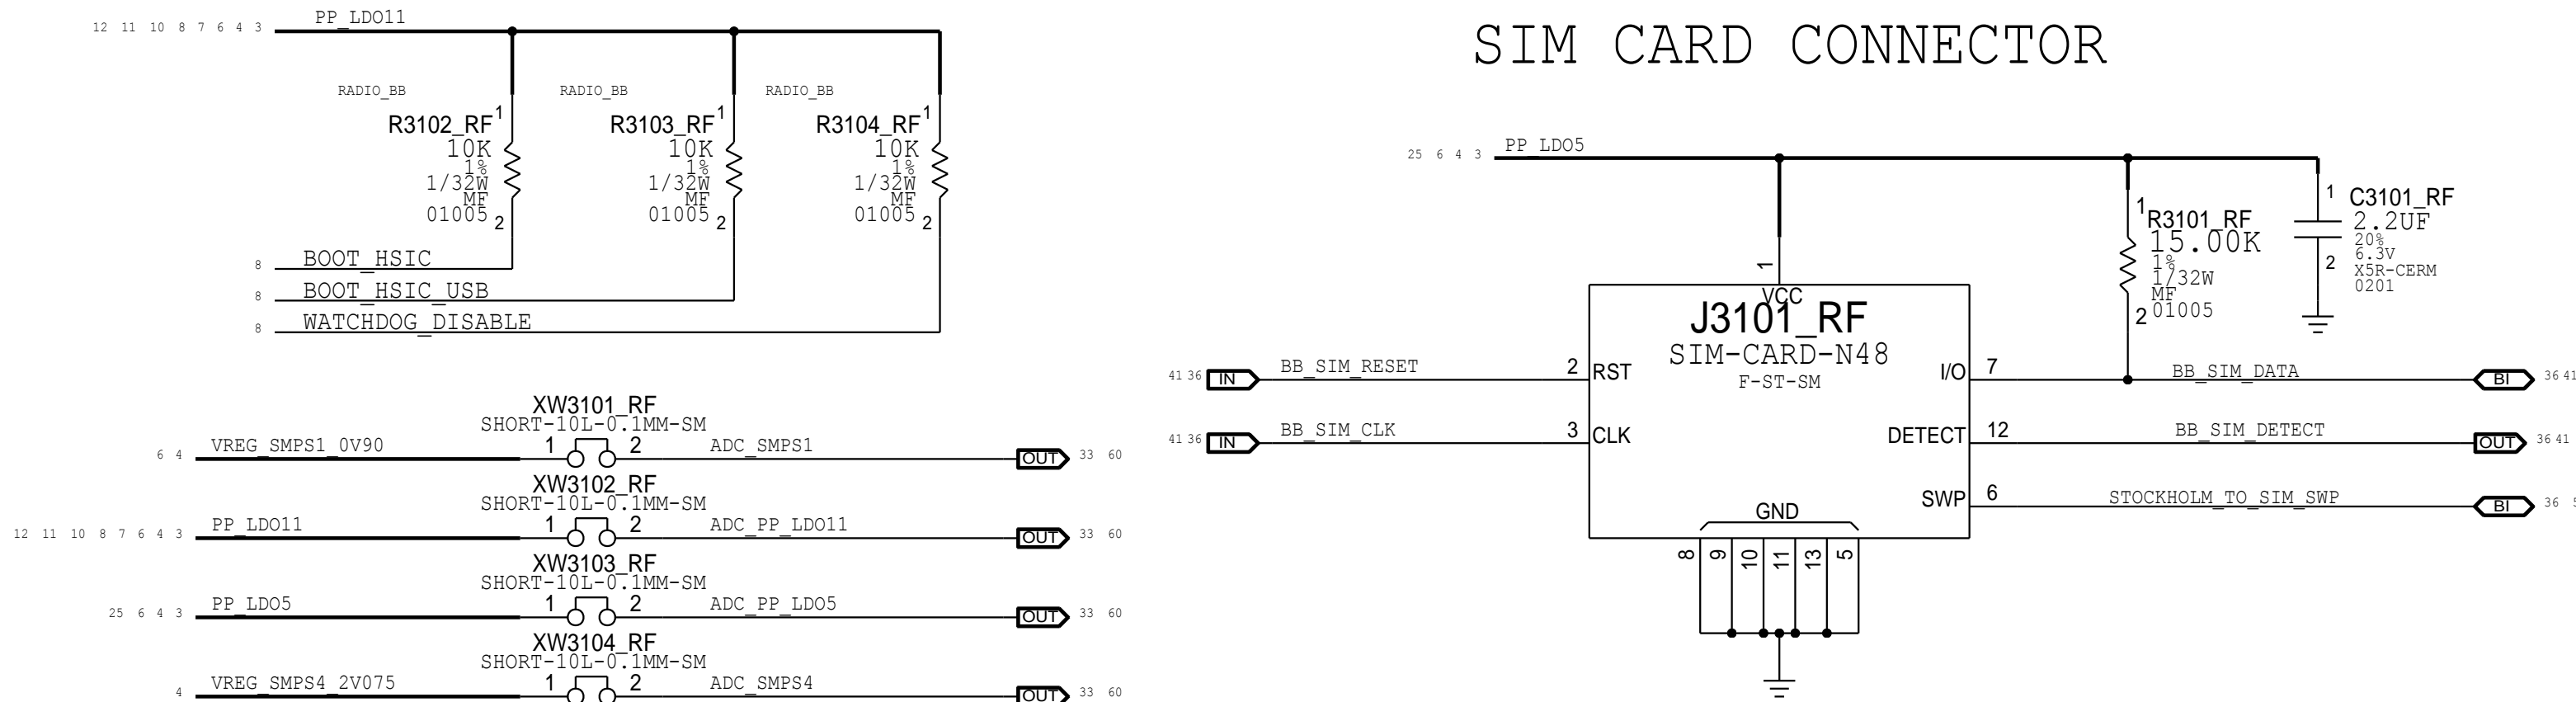 SIM CARD CONNECTOR
12 11 10 8 7 6 4 3 PP_LDO11
RADIO_BB RADIO_BB RADIO_BB
R3102_RF 1
10K
1%
1/32W
MF
01005 2
R3103_RF 1
10K
1%
1/32W
MF
01005 2
R3104_RF 1
10K
1%
1/32W
MF
01005 2
8 BOOT_HSIC
8 BOOT_HSIC_USB
8 WATCHDOG_DISABLE
XW3101_RF
SHORT-10L-0.1MM-SM
6 4 VREG_SMPS1_0V90 1 2 ADC_SMPS1 OUT 33 60
XW3102_RF
SHORT-10L-0.1MM-SM
12 11 10 8 7 6 4 3 PP_LDO11 1 2 ADC_PP_LDO11 OUT 33 60
XW3103_RF
SHORT-10L-0.1MM-SM
25 6 4 3 PP_LDO5 1 2 ADC_PP_LDO5 OUT 33 60
XW3104_RF
SHORT-10L-0.1MM-SM
4 VREG_SMPS4_2V075 1 2 ADC_SMPS4 OUT 33 60
25 6 4 3 PP_LDO5
1 R3101_RF
15.00K
1%
1/32W
MF
2 01005
1 C3101_RF
2.2UF
20%
6.3V
2 X5R-CERM
0201
1
VCC
J3101_RF
SIM-CARD-N48
F-ST-SM
41 36 IN BB_SIM_RESET 2 RST
41 36 IN BB_SIM_CLK 3 CLK
I/O 7 BB_SIM_DATA BI 36 41
DETECT 12 BB_SIM_DETECT OUT 36 41
SWP 6 STOCKHOLM_TO_SIM_SWP BI 36
GND
8 9 10 11 13 5